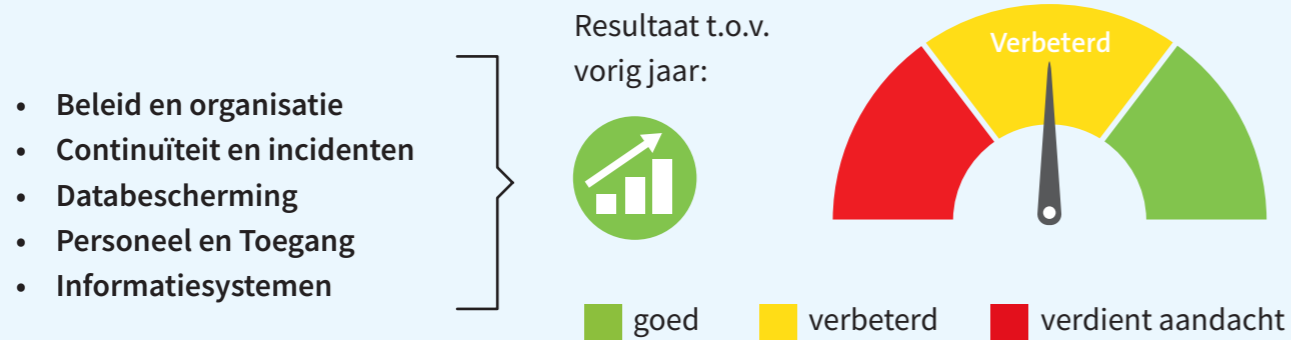 Resultaat t.o.v.
vorig jaar:
Verbeterd
• Beleid en organisatie
• Continuïteit en incidenten
• Databescherming
• Personeel en Toegang
• Informatiesystemen
goed
verbeterd
verdient aandacht